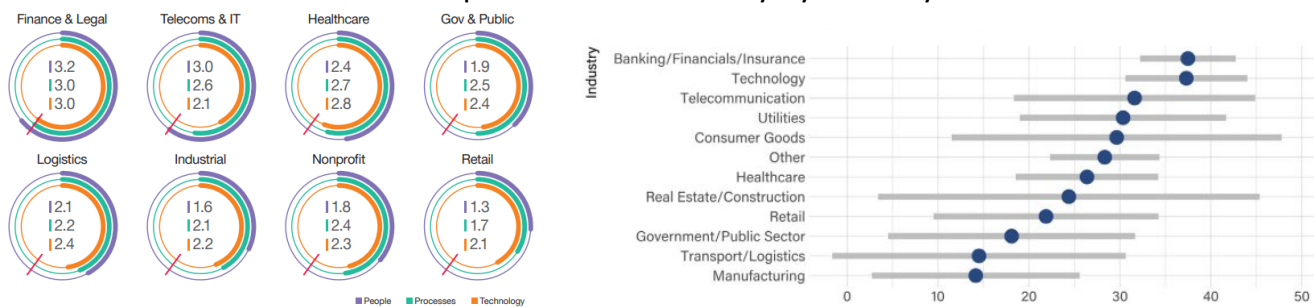 Finance & Legal
3.2
3.0
3.0
Telecoms & IT
3.0
2.6
2.1
Healthcare
2.4
2.7
2.8
Gov & Public
1.9
2.5
2.4
Logistics
2.1
2.2
2.4
Industrial
1.6
2.1
2.2
Nonprofit
1.8
2.4
2.3
Retail
1.3
1.7
2.1
People Processes Technology
Industry
Banking/Financials/Insurance
Technology
Telecommunication
Utilities
Consumer Goods
Other
Healthcare
Real Estate/Construction
Retail
Government/Public Sector
Transport/Logistics
Manufacturing
0 10 20 30 40 50